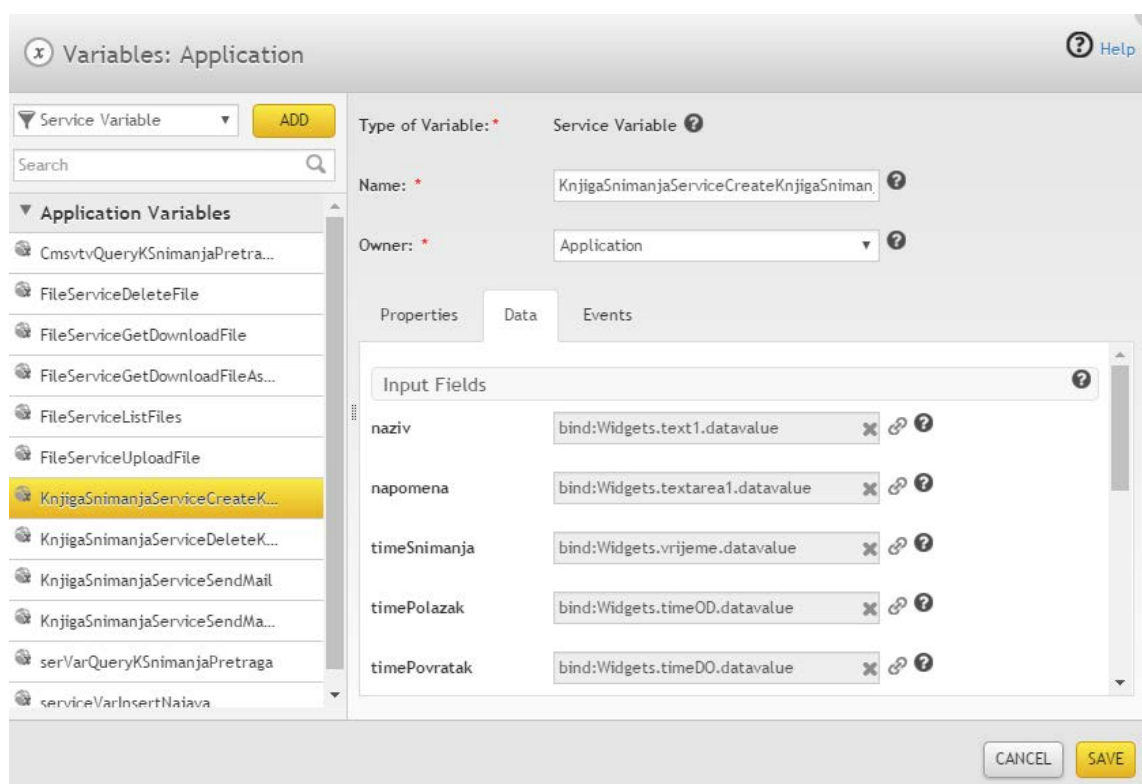 Variables: Application
Help
Service Variable
ADD
Search
Application Variables
CmsvtvQueryKSnimanjaPretra...
FileServiceDeleteFile
FileServiceGetDownloadFile
FileServiceGetDownloadFileAs...
FileServiceListFiles
FileServiceUploadFile
KnjigaSnimanjaServiceCreateK...
KnjigaSnimanjaServiceDeleteK...
KnjigaSnimanjaServiceSendMail
KnjigaSnimanjaServiceSendMa...
serVarQueryKSnimanjaPretraga
serviceVarInsertNajava
Type of Variable:* Service Variable
Name: * KnjigaSnimanjaServiceCreateKnjigaSniman
Owner: * Application
Properties Data Events
Input Fields
naziv bind:Widgets.text1.datavalue
napomena bind:Widgets.textarea1.datavalue
timeSnimanja bind:Widgets.vrijeme.datavalue
timePolazak bind:Widgets.timeOD.datavalue
timePovratak bind:Widgets.timeDO.datavalue
CANCEL SAVE